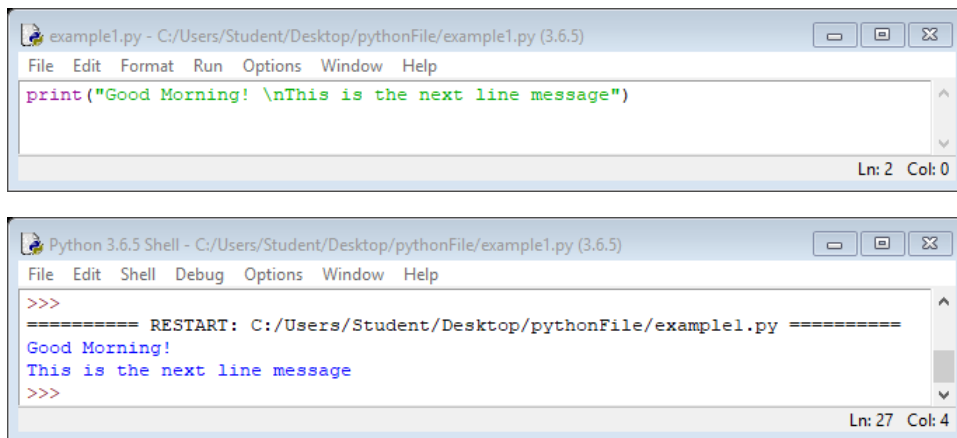 example1.py - C:/Users/Student/Desktop/pythonFile/example1.py (3.6.5)
File Edit Format Run Options Window Help
print("Good Morning! \nThis is the next line message")
Ln: 2 Col: 0
Python 3.6.5 Shell - C:/Users/Student/Desktop/pythonFile/example1.py (3.6.5)
File Edit Shell Debug Options Window Help
>>>
========== RESTART: C:/Users/Student/Desktop/pythonFile/example1.py ==========
Good Morning!
This is the next line message
>>>
Ln: 27 Col: 4